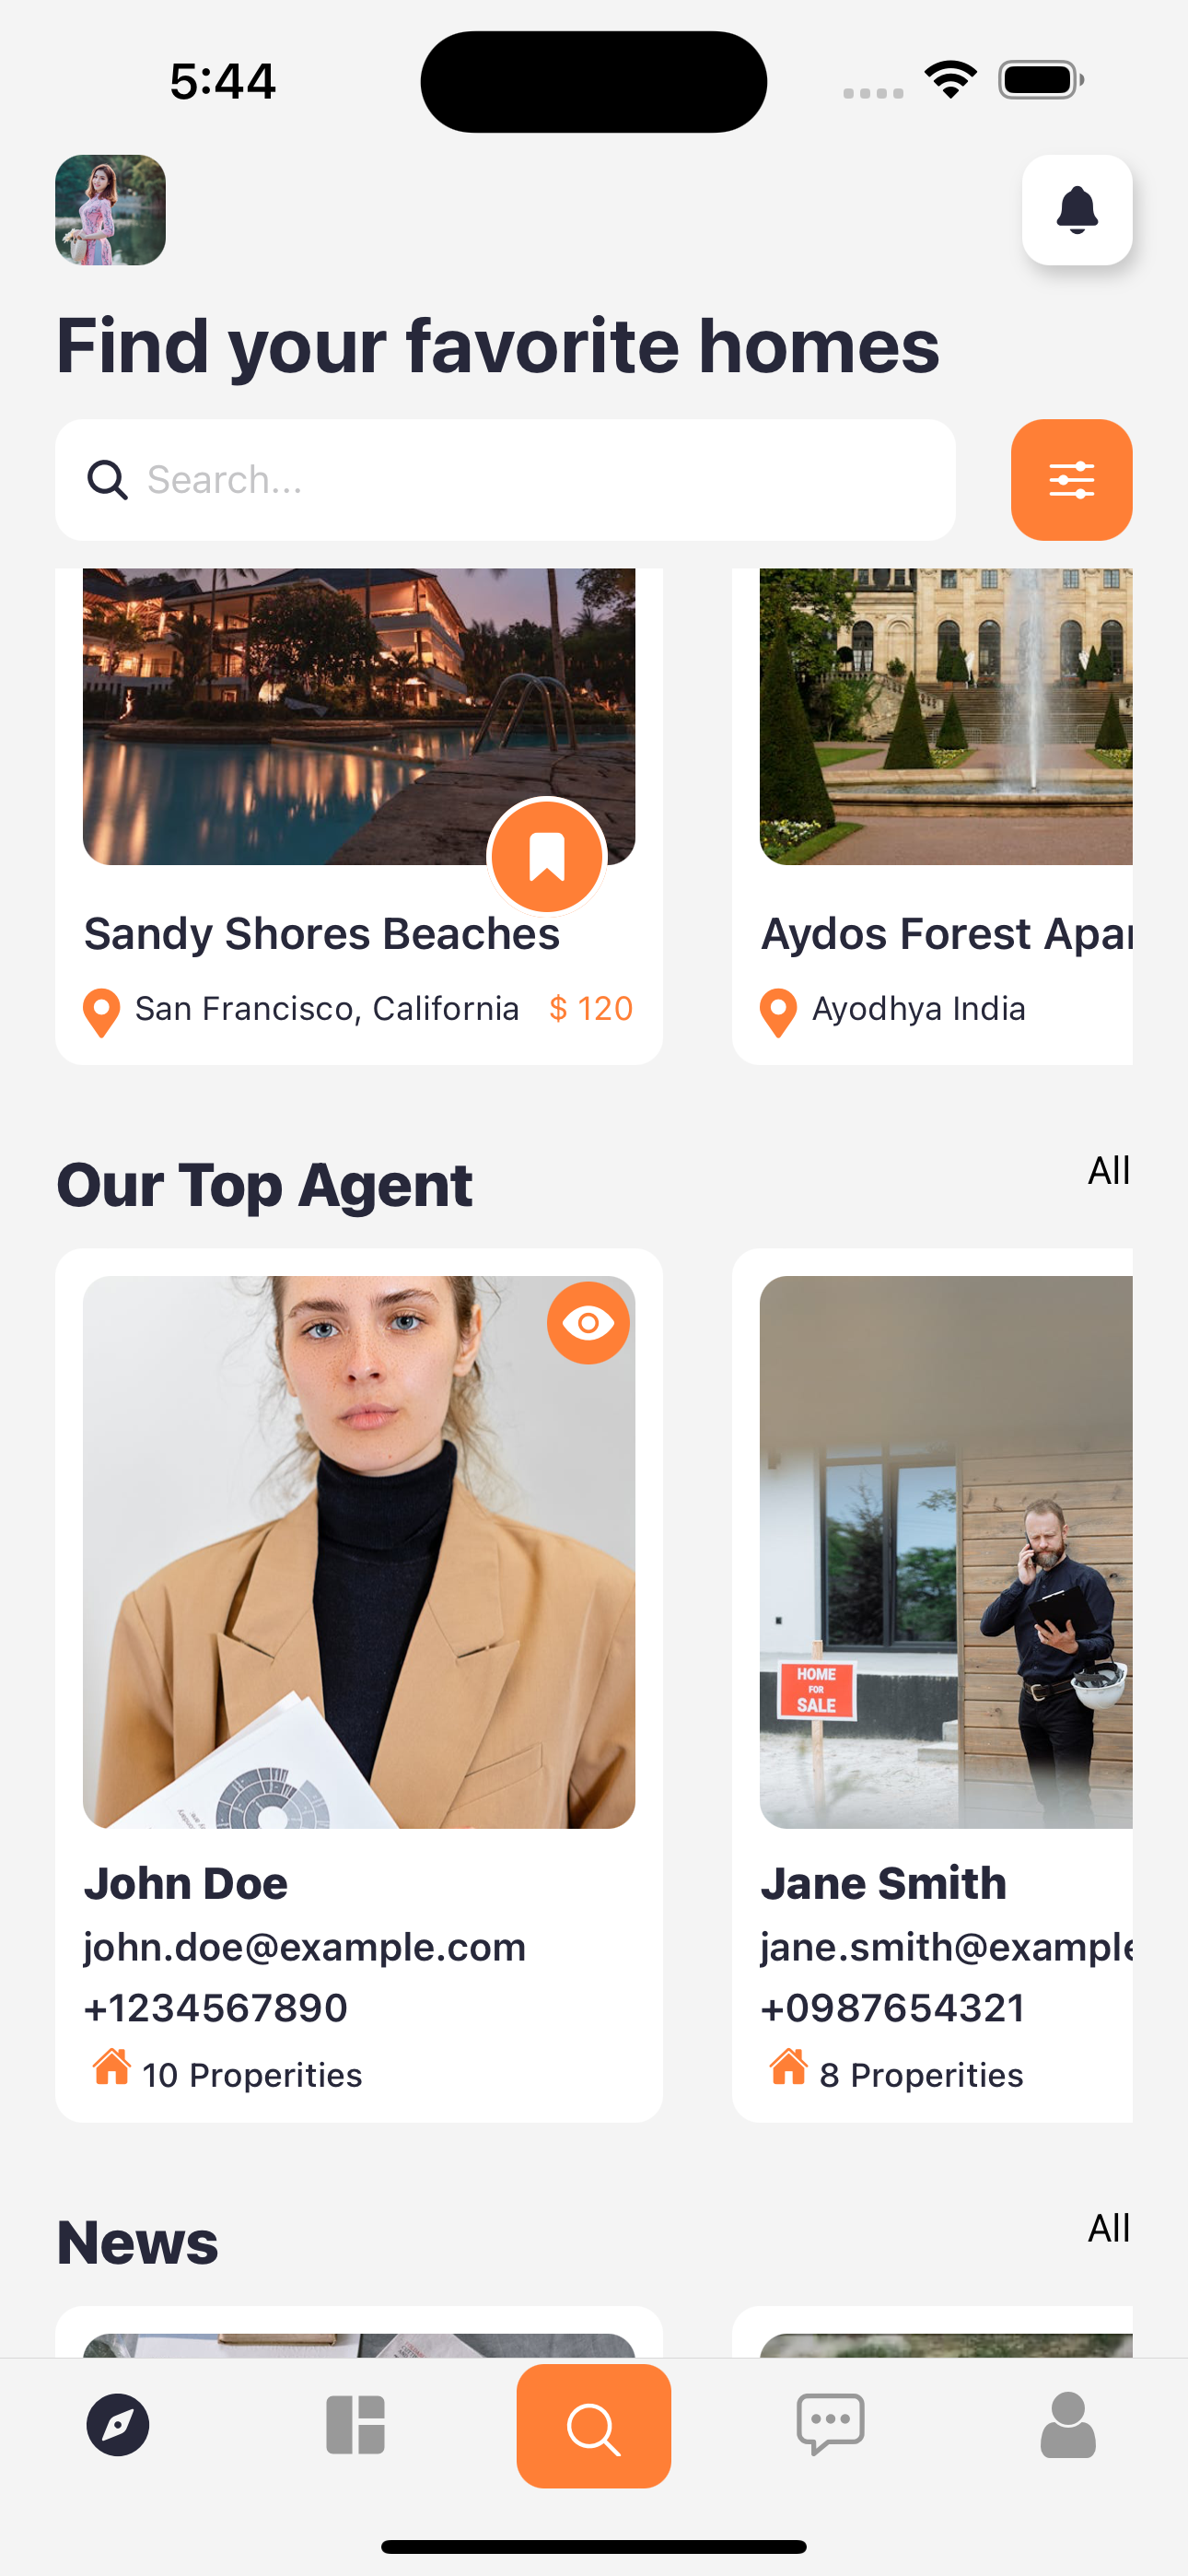 5:44
Find your favorite homes
Search...
Sandy Shores Beaches
San Francisco, California $ 120
Aydos Forest Apar
Ayodhya India
Our Top Agent
All
HOME
FOR
SALE
John Doe
john.doe@example.com
+1234567890
10 Properities
Jane Smith
jane.smith@example
+0987654321
8 Properities
News
All